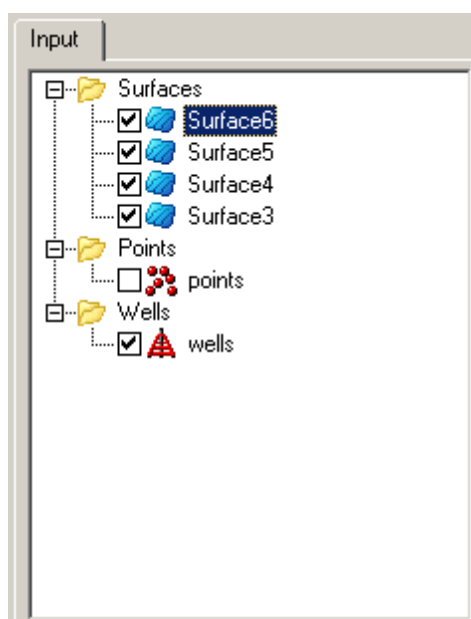 Input
Surfaces
Surface6
Surface5
Surface4
Surface3
Points
points
Wells
wells